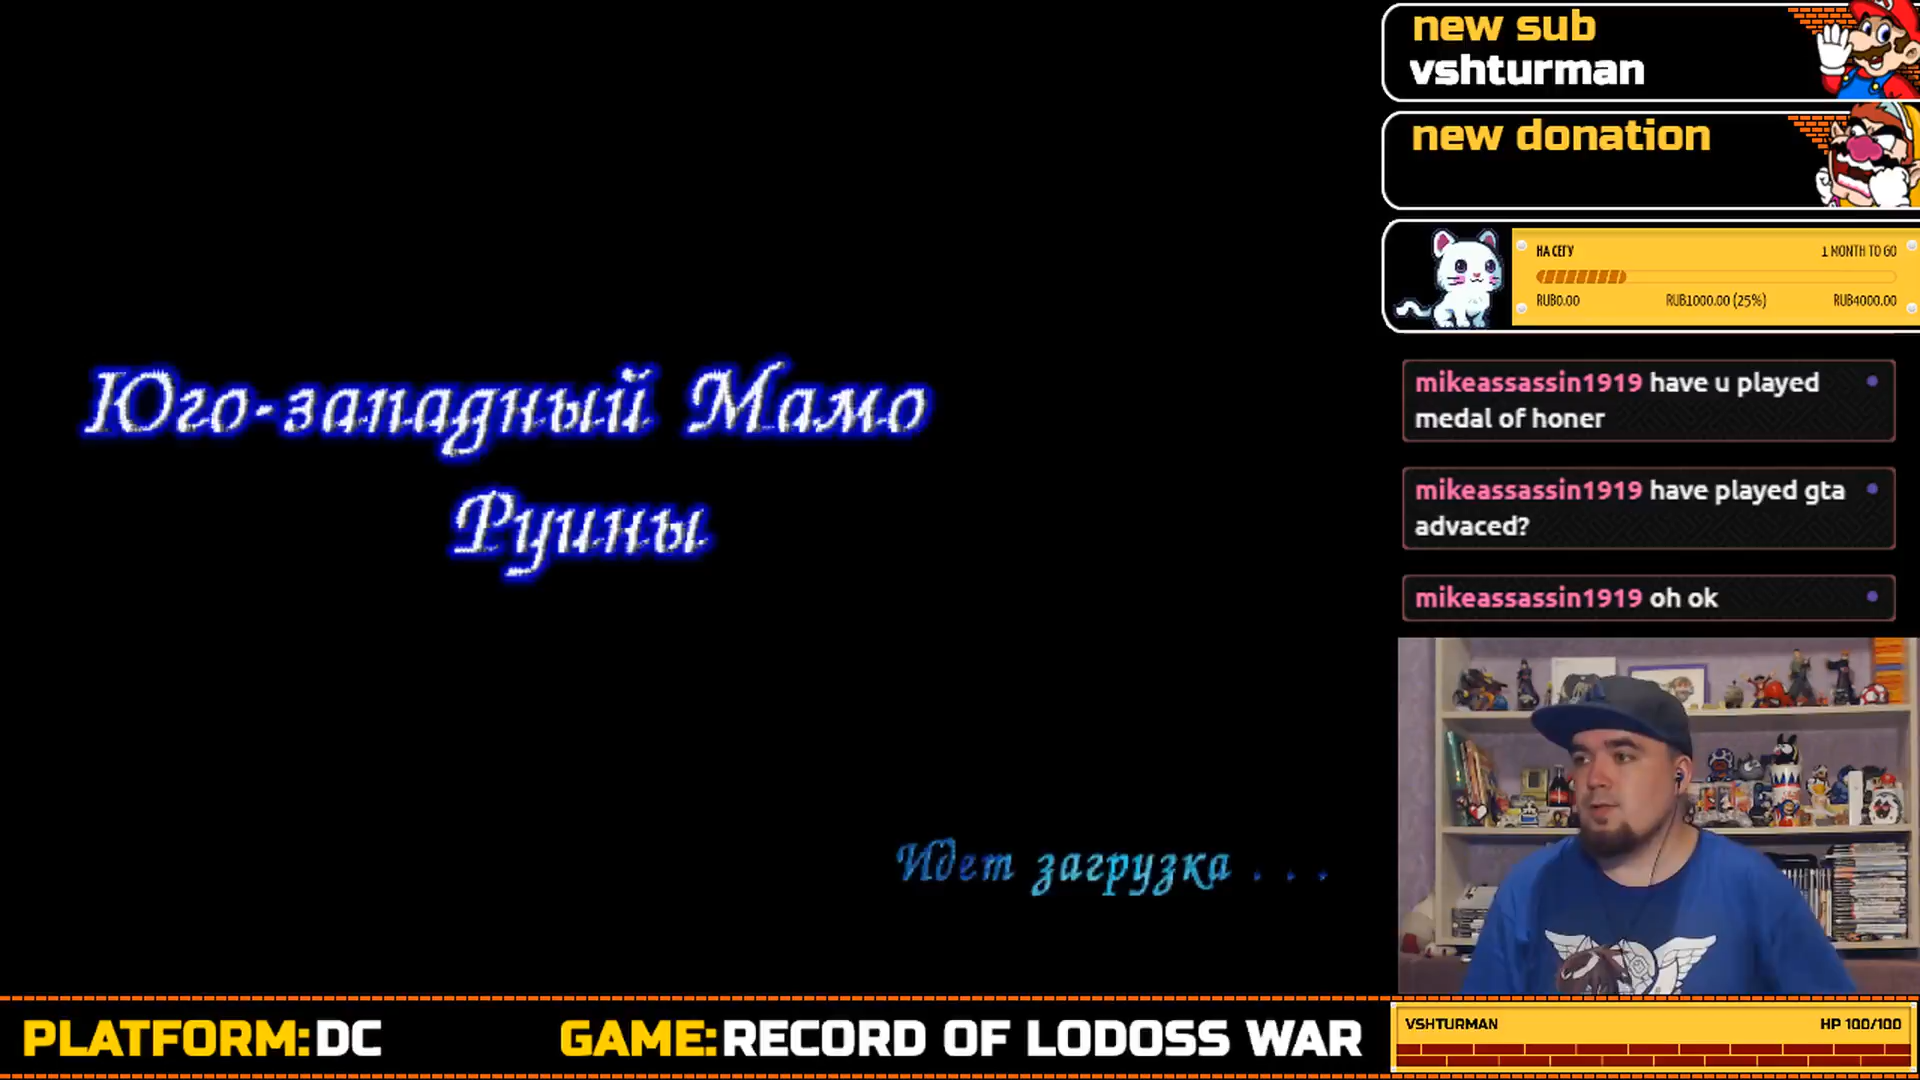 new sub
vshturman
new donation
НА СЕГУ
1 MONTH TO GO
RUB0.00
RUB1000.00 (25%)
RUB4000.00
mikeassassin1919 have u played
medal of honer
mikeassassin1919 have played gta
advaced?
mikeassassin1919 oh ok
Юго-западный Мамо
Руины
Идет загрузка . . .
PLATFORM:DC
GAME:RECORD OF LODOSS WAR
VSHTURMAN
HP 100/100